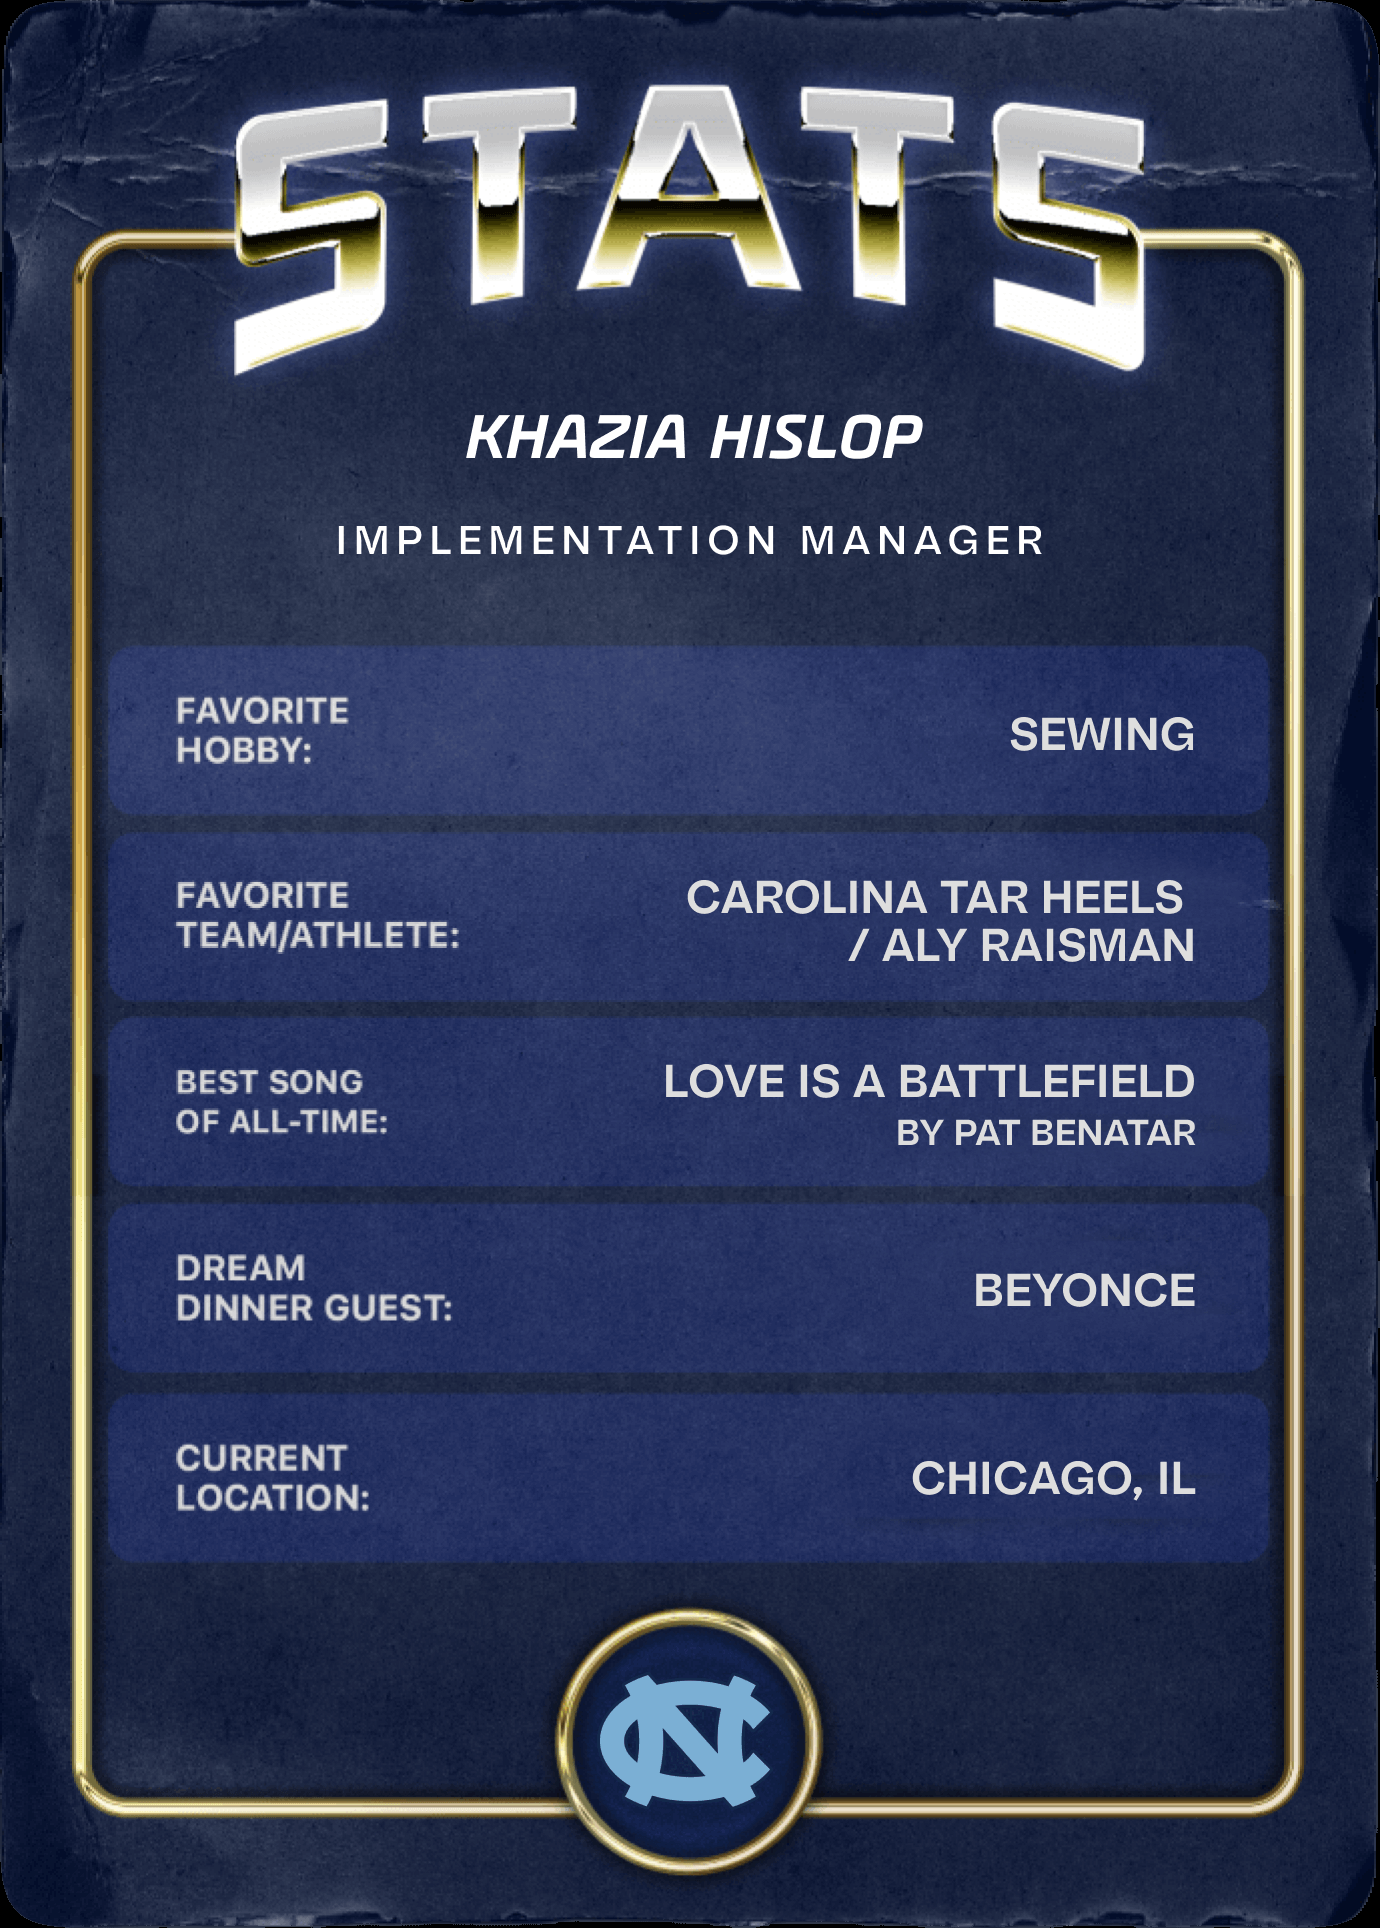 STATS
KHAZIA HISLOP
IMPLEMENTATION MANAGER
FAVORITE
HOBBY:
SEWING
FAVORITE
TEAM/ATHLETE:
CAROLINA TAR HEELS
/ ALY RAISMAN
BEST SONG
OF ALL-TIME:
LOVE IS A BATTLEFIELD
BY PAT BENATAR
DREAM
DINNER GUEST:
BEYONCE
CURRENT
LOCATION:
CHICAGO, IL
NC